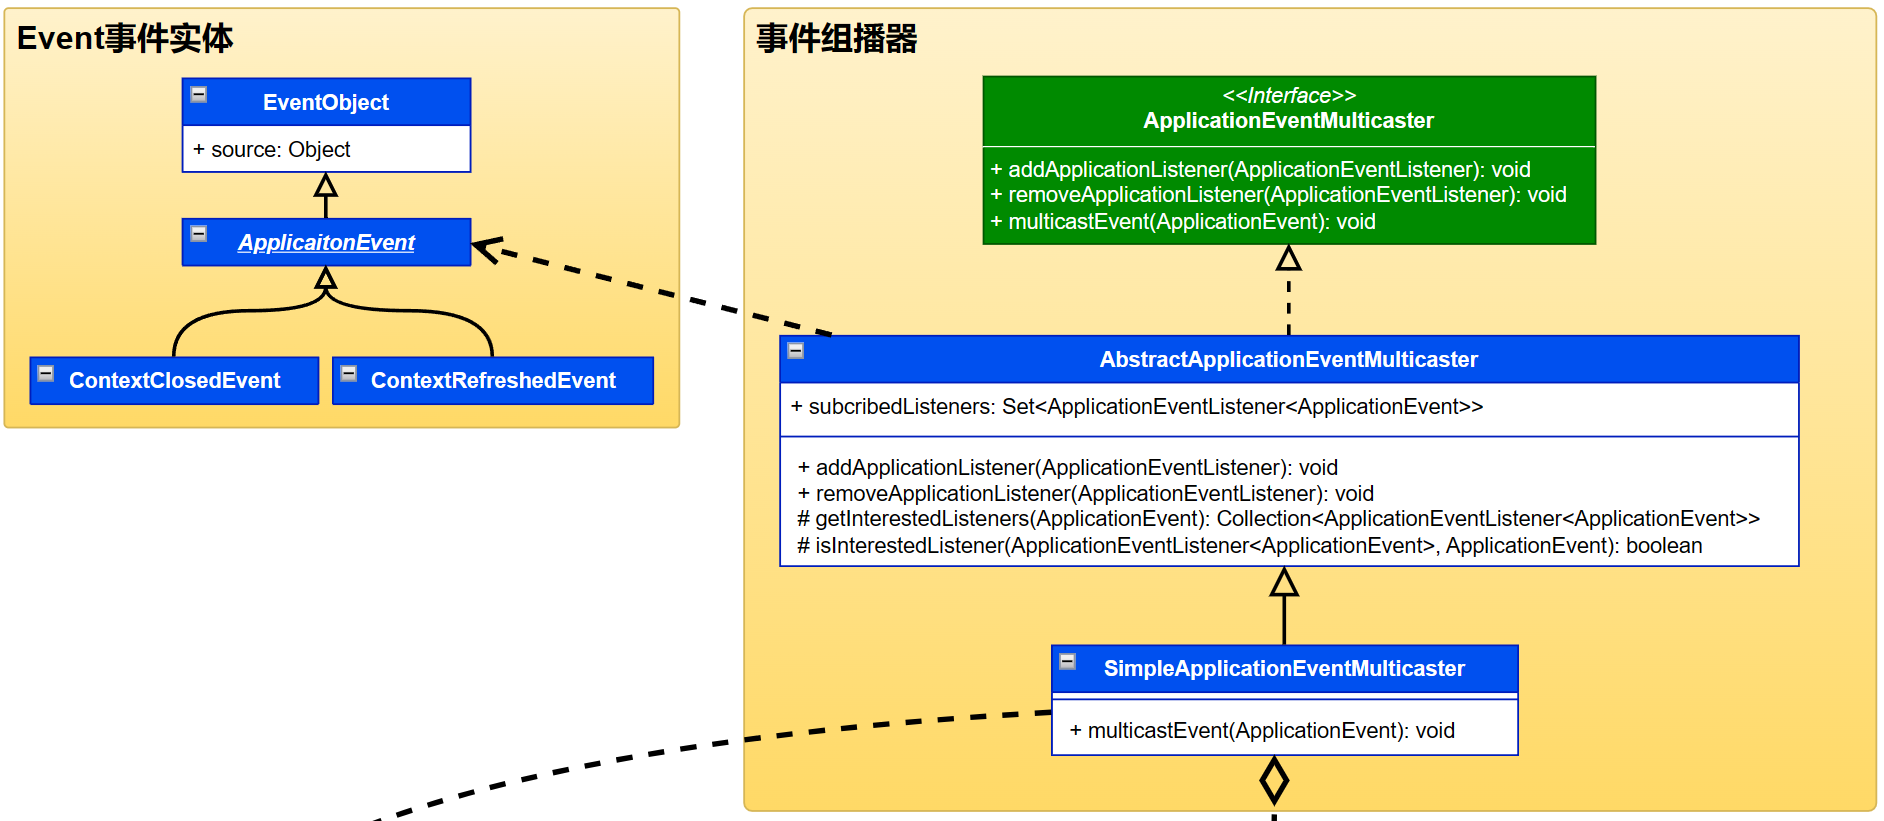 Event事件实体
EventObject
+ source: Object
ApplicaitonEvent
ContextClosedEvent
ContextRefreshedEvent
事件组播器
<<Interface>>
ApplicationEventMulticaster
+ addApplicationListener(ApplicationEventListener): void
+ removeApplicationListener(ApplicationEventListener): void
+ multicastEvent(ApplicationEvent): void
AbstractApplicationEventMulticaster
+ subcribedListeners: Set<ApplicationEventListener<ApplicationEvent>>
+ addApplicationListener(ApplicationEventListener): void
+ removeApplicationListener(ApplicationEventListener): void
# getInterestedListeners(ApplicationEvent): Collection<ApplicationEventListener<ApplicationEvent>>
# isInterestedListener(ApplicationEventListener<ApplicationEvent>, ApplicationEvent): boolean
SimpleApplicationEventMulticaster
+ multicastEvent(ApplicationEvent): void